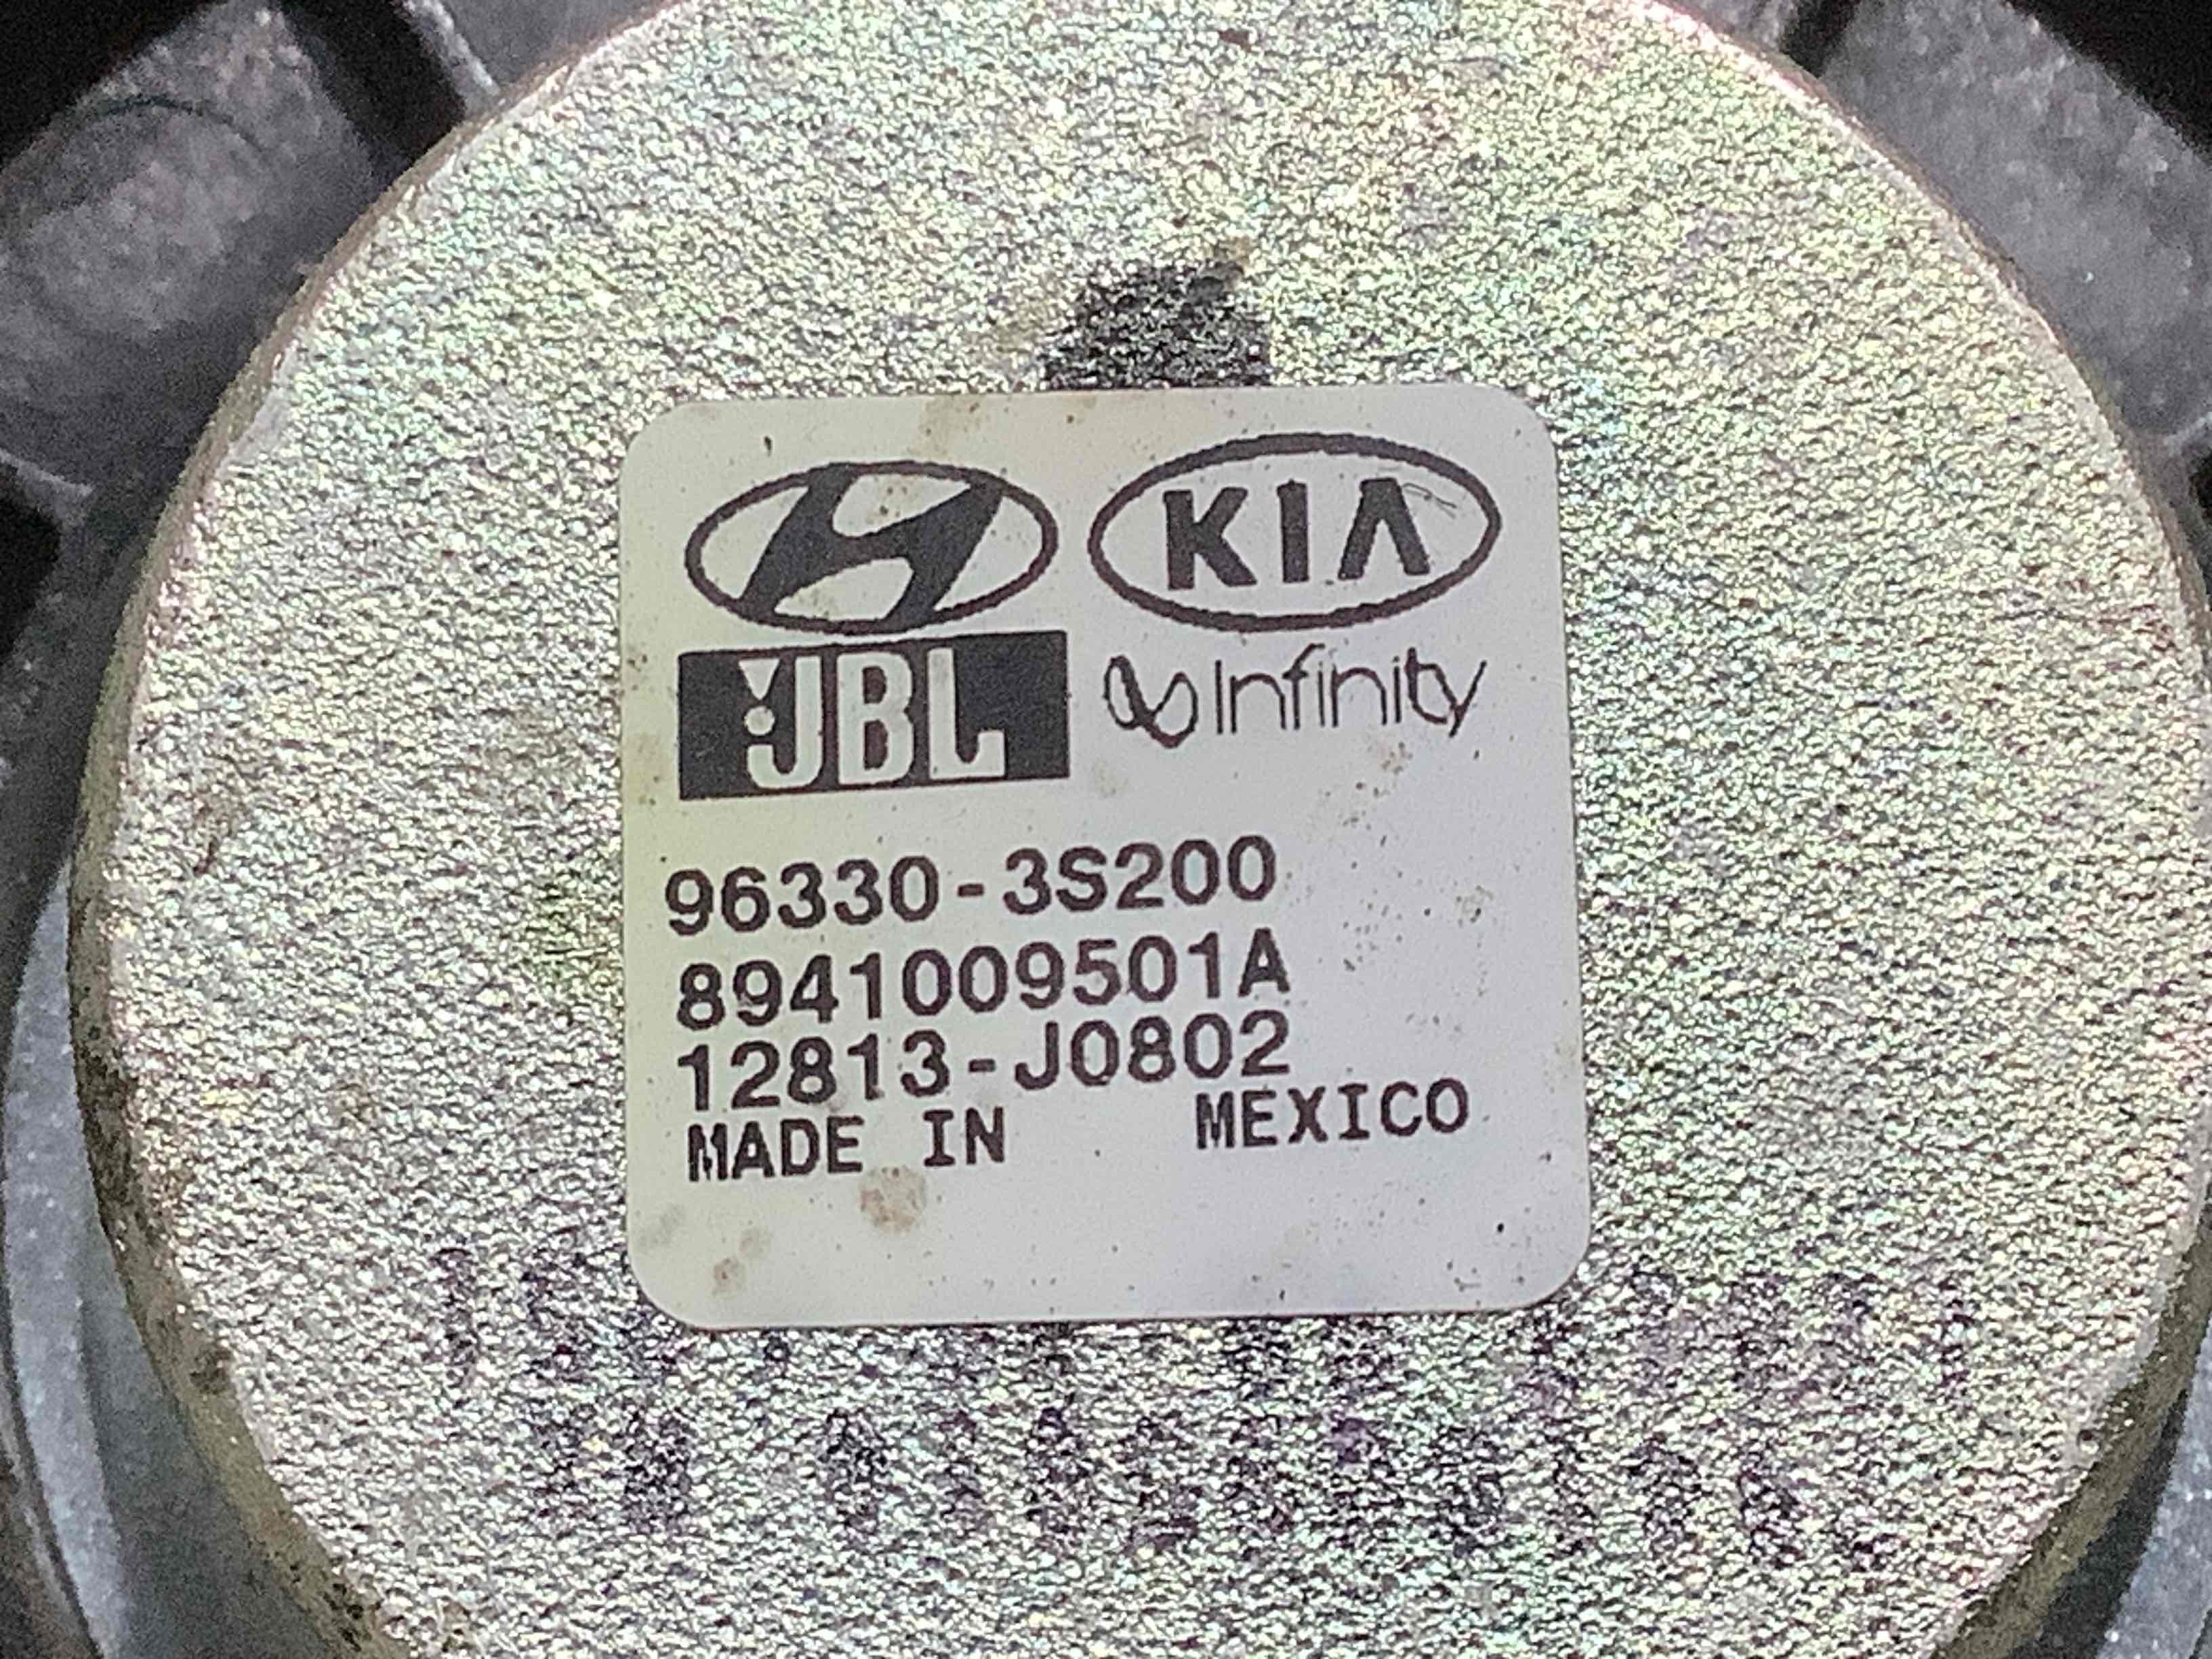 KIA
JBL Infinity
96330-3S200
8941009501A
12813-J0802
MADE IN MEXICO